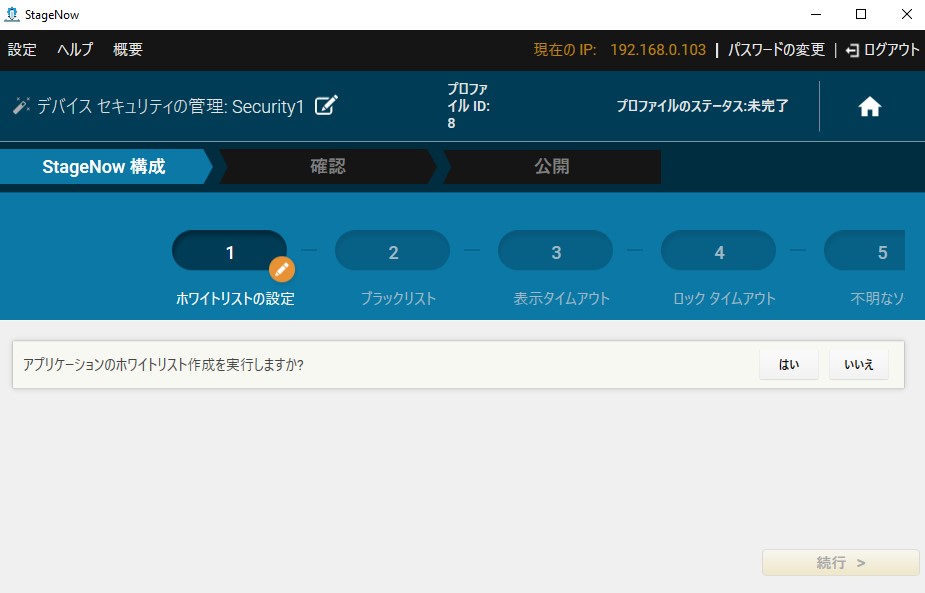 StageNow
設定 ヘルプ 概要 現在の IP: 192.168.0.103 | パスワードの変更 | ログアウト
デバイス セキュリティの管理: Security1
プロファ
イル ID:
8
プロファイルのステータス:未完了
StageNow 構成 確認 公開
1 2 3 4 5
ホワイトリストの設定 ブラックリスト 表示タイムアウト ロック タイムアウト 不明なソ
アプリケーションのホワイトリスト作成を実行しますか? はい いいえ
続行 >